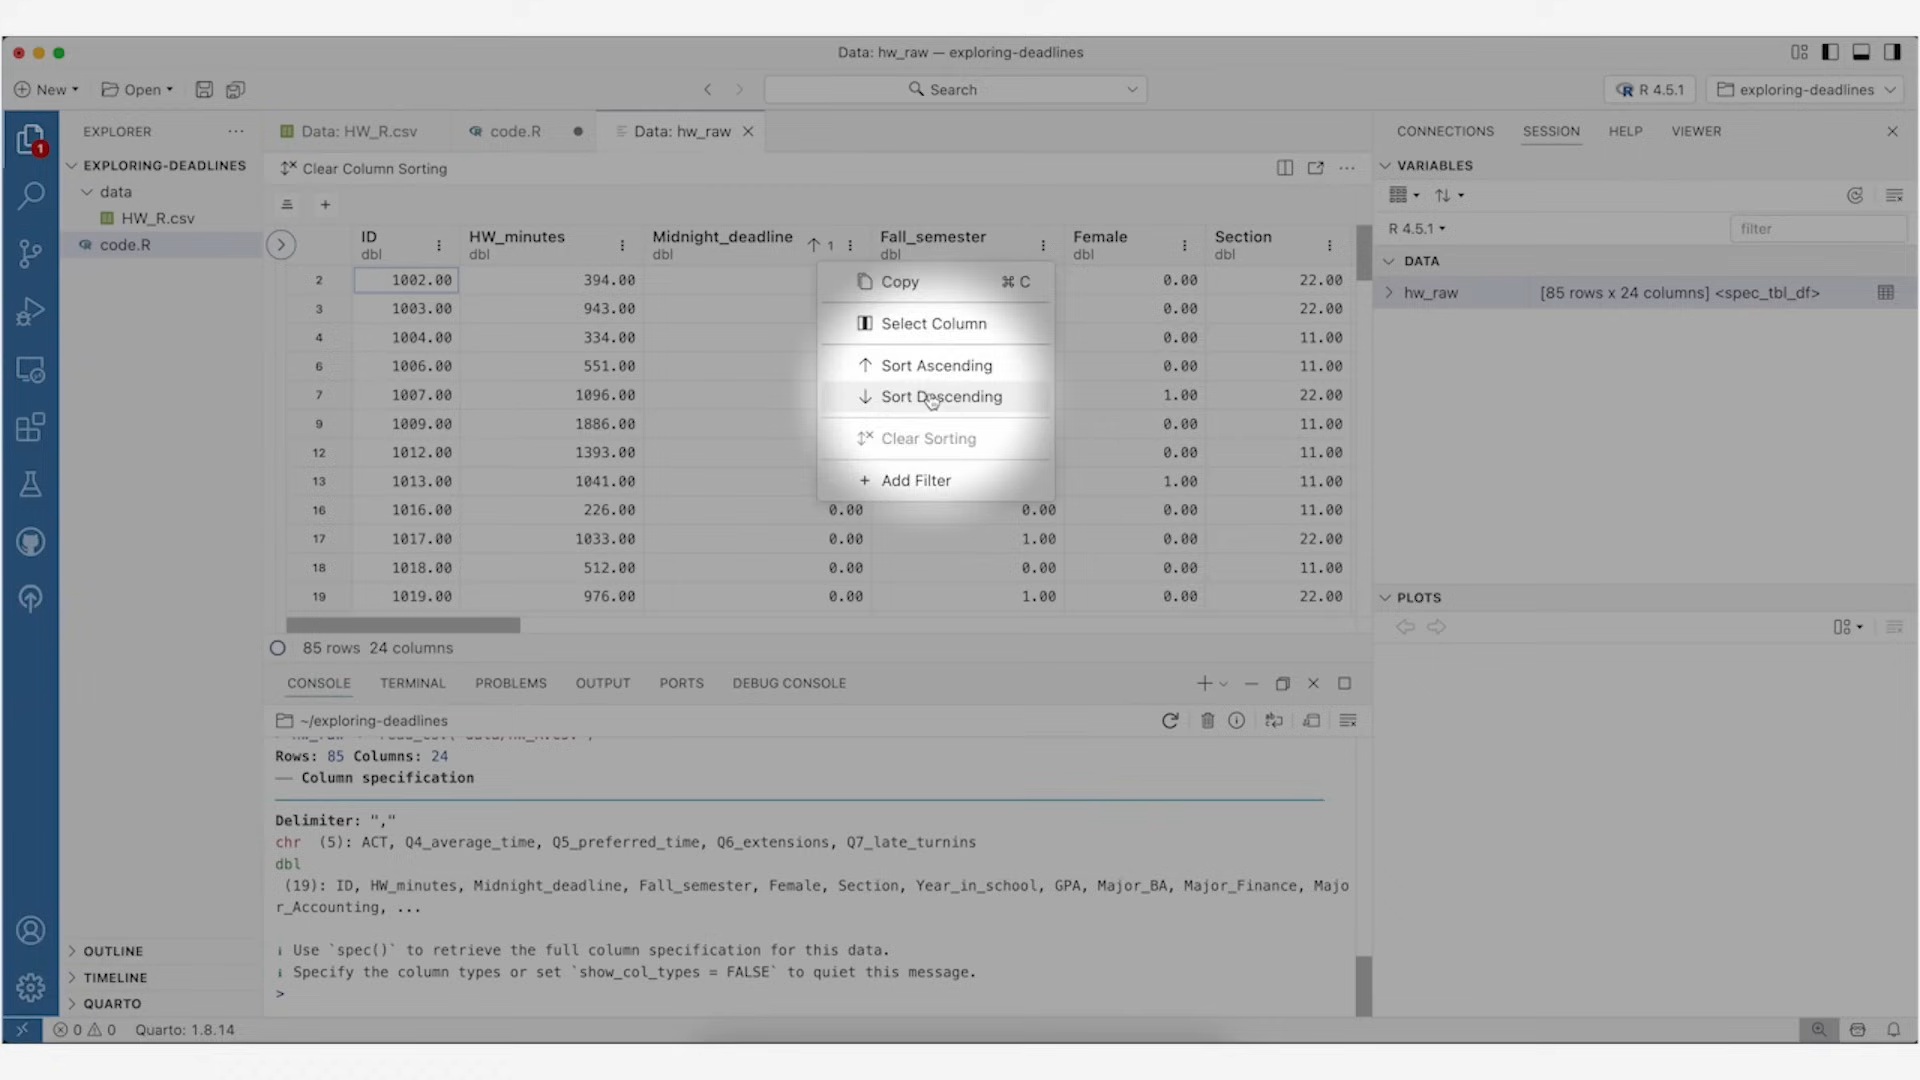 Data: hw_raw — exploring-deadlines
New
Open
Search
R 4.5.1
exploring-deadlines
1
EXPLORER
Data: HW_R.csv
code.R
Data: hw_raw
CONNECTIONS
SESSION
HELP
VIEWER
EXPLORING-DEADLINES
data
HW_R.csv
code.R
Clear Column Sorting
VARIABLES
R 4.5.1
filter
DATA
hw_raw [85 rows x 24 columns] <spec_tbl_df>
PLOTS
ID HW_minutes Midnight_deadline 1 Fall_semester Female Section
dbl dbl dbl dbl dbl dbl
2 1002.00 394.00 0.00 22.00
3 1003.00 943.00 0.00 22.00
4 1004.00 334.00 0.00 11.00
6 1006.00 551.00 0.00 11.00
7 1007.00 1096.00 1.00 22.00
9 1009.00 1886.00 0.00 11.00
12 1012.00 1393.00 0.00 11.00
13 1013.00 1041.00 1.00 11.00
16 1016.00 226.00 0.00 0.00 0.00 11.00
17 1017.00 1033.00 0.00 1.00 0.00 22.00
18 1018.00 512.00 0.00 0.00 0.00 11.00
19 1019.00 976.00 0.00 1.00 0.00 22.00
Copy ⌘ C
Select Column
Sort Ascending
Sort Descending
Clear Sorting
+ Add Filter
85 rows 24 columns
CONSOLE TERMINAL PROBLEMS OUTPUT PORTS DEBUG CONSOLE
~/exploring-deadlines
Rows: 85 Columns: 24
── Column specification
Delimiter: ","
chr (5): ACT, Q4_average_time, Q5_preferred_time, Q6_extensions, Q7_late_turnins
dbl
(19): ID, HW_minutes, Midnight_deadline, Fall_semester, Female, Section, Year_in_school, GPA, Major_BA, Major_Finance, Majo
r_Accounting, ...
ℹ Use `spec()` to retrieve the full column specification for this data.
ℹ Specify the column types or set `show_col_types = FALSE` to quiet this message.
>
OUTLINE
TIMELINE
QUARTO
0 0 Quarto: 1.8.14